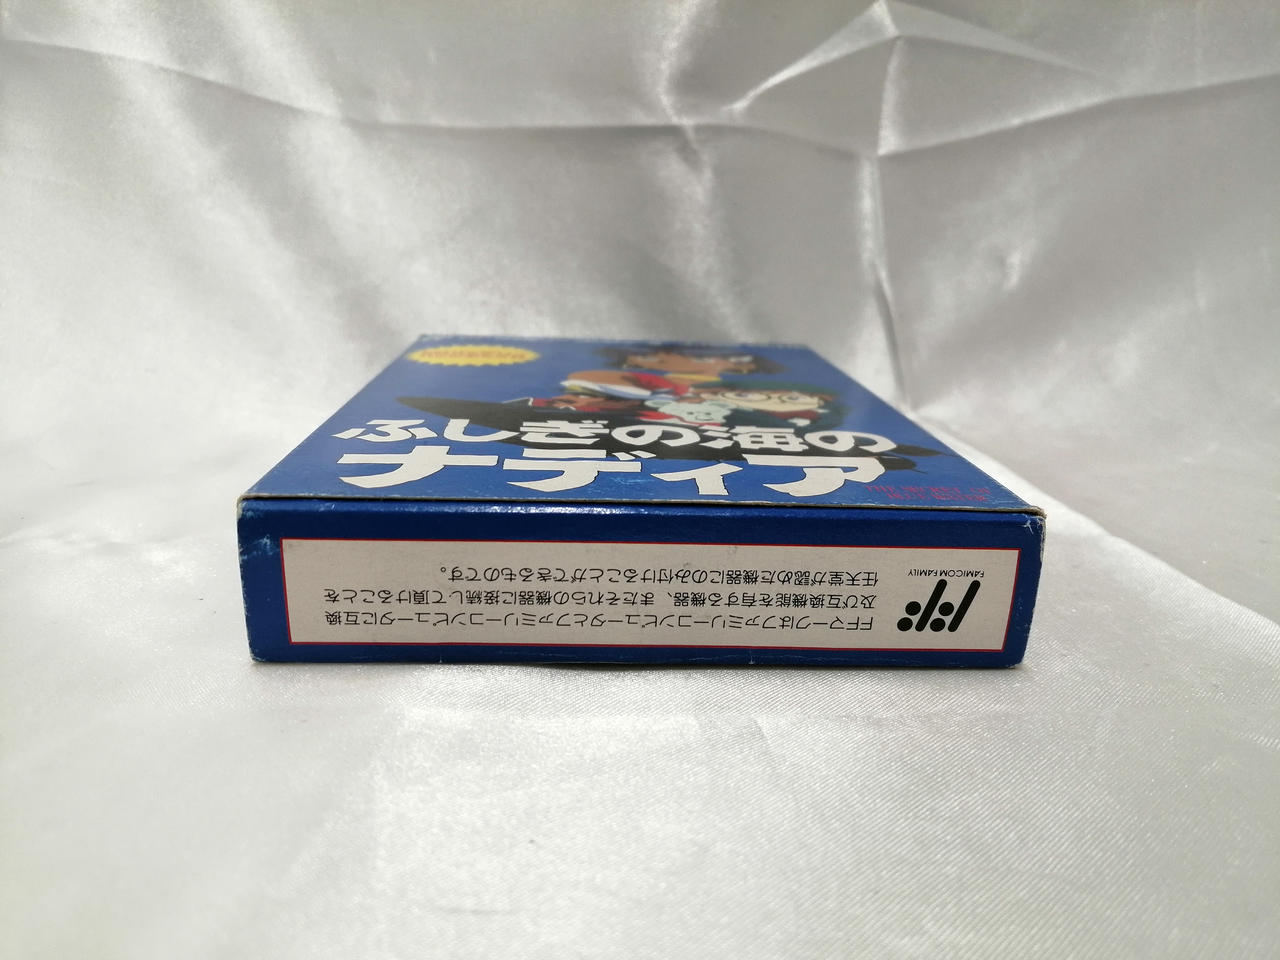 ふしぎの海の
ナディア
FFマークはファミリーコンピュータとファミリーコンピュータに互換
及び互換機能を有する機器、またそれらの機器に接続して頂けることを
任天堂が認めた機器にのみ付けることができるものです。
FAMICOM FAMILY